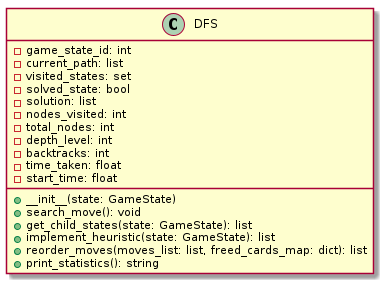 C DFS
game_state_id: int
current_path: list
visited_states: set
solved_state: bool
solution: list
nodes_visited: int
total_nodes: int
depth_level: int
backtracks: int
time_taken: float
start_time: float
__init__(state: GameState)
search_move(): void
get_child_states(state: GameState): list
implement_heuristic(state: GameState): list
reorder_moves(moves_list: list, freed_cards_map: dict): list
print_statistics(): string